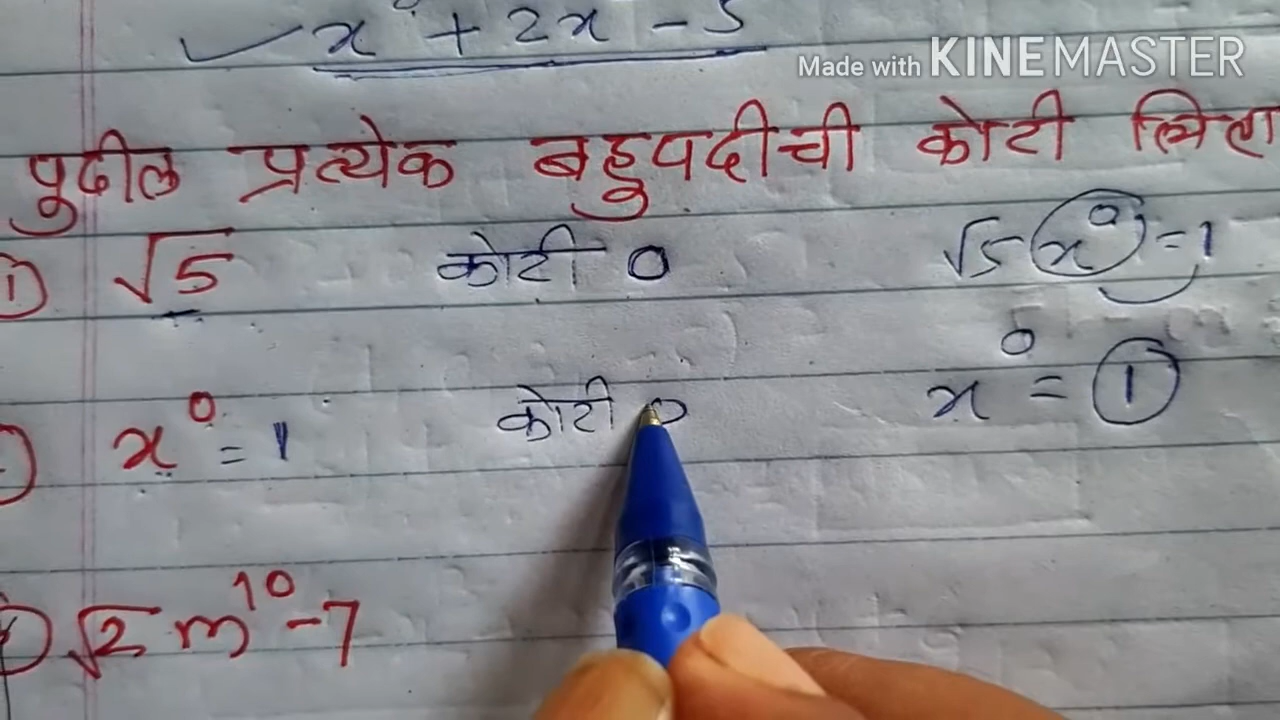 x² + 2x - 5
Made with KINEMASTER
पुढील प्रत्येक बहुपदीची कोटी लिहा
① √5 कोटी 0 √5 x⁰ = 1
x⁰ = 1 कोटी 0 x⁰ = ①
√2 m¹⁰ - 7